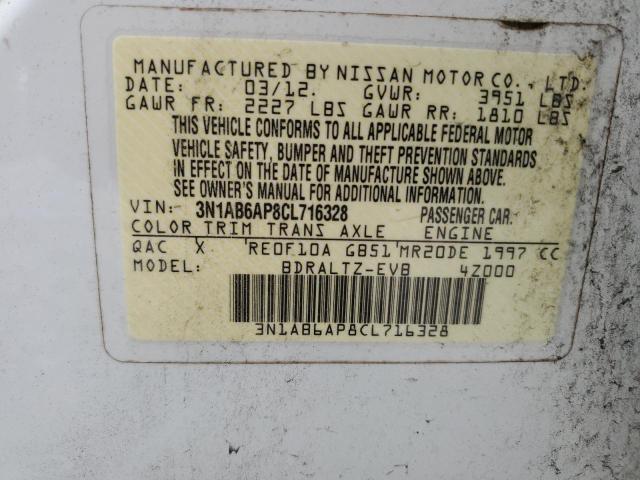 MANUFACTURED BY NISSAN MOTOR CO., LTD.
DATE: 03/12. GVWR: 3951 LBS
GAWR FR: 2227 LBS GAWR RR: 1810 LBS
THIS VEHICLE CONFORMS TO ALL APPLICABLE FEDERAL MOTOR
VEHICLE SAFETY, BUMPER AND THEFT PREVENTION STANDARDS
IN EFFECT ON THE DATE OF MANUFACTURE SHOWN ABOVE.
SEE OWNER'S MANUAL FOR ADDITIONAL INFORMATION.
VIN: 3N1AB6AP8CL716328 PASSENGER CAR
COLOR TRIM TRANS AXLE ENGINE
QAC X RE0F10A GB51 MR20DE 1997 CC
MODEL: BDRALTZ-EVB 4Z000
3N1AB6AP8CL716328